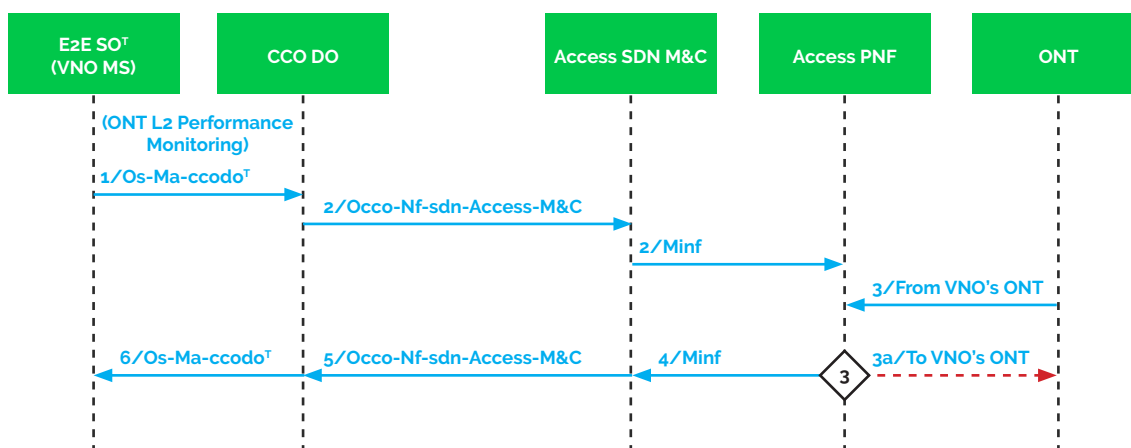 E2E SOᵀ
(VNO MS)
CCO DO
Access SDN M&C
Access PNF
ONT
(ONT L2 Performance
Monitoring)
1/Os-Ma-ccodoᵀ
2/Occo-Nf-sdn-Access-M&C
2/Minf
3/From VNO's ONT
6/Os-Ma-ccodoᵀ
5/Occo-Nf-sdn-Access-M&C
4/Minf
3
3a/To VNO's ONT